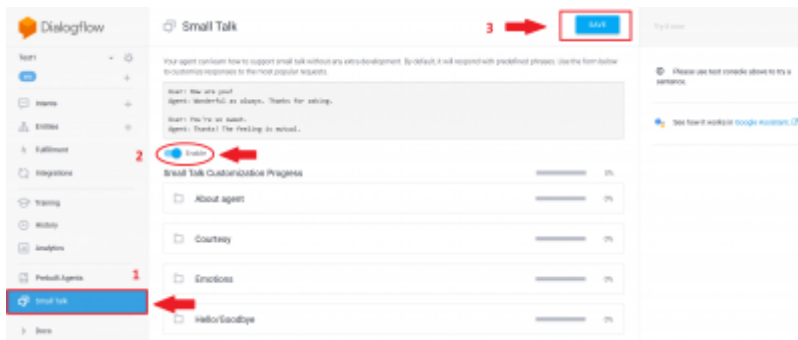 Dialogflow
Small Talk
3
SAVE
Try it now
Test1
en
Your agent can learn how to support small talk without any extra development. By default, it will respond with predefined phrases. Use the form below
to customize responses to the most popular requests.
Please use test console above to try a
sentence.
User: How are you?
Agent: Wonderful as always. Thanks for asking.
User: You're so sweet.
Agent: Thanks! The feeling is mutual.
See how it works in Google Assistant.
Intents
Entities
Fulfillment
2
Enable
Integrations
Small Talk Customization Progress
0%
About agent
0%
Training
History
Courtesy
0%
Analytics
Prebuilt Agents
1
Emotions
0%
Small Talk
Hello/Goodbye
0%
Docs